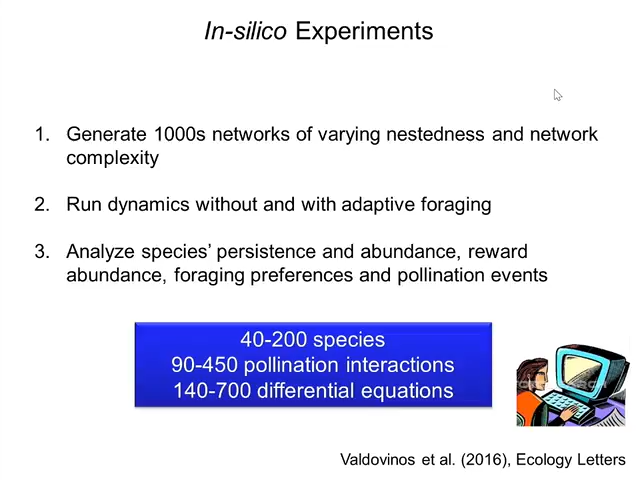 In-silico Experiments
1. Generate 1000s networks of varying nestedness and network
complexity
2. Run dynamics without and with adaptive foraging
3. Analyze species’ persistence and abundance, reward
abundance, foraging preferences and pollination events
40-200 species
90-450 pollination interactions
140-700 differential equations
Valdovinos et al. (2016), Ecology Letters